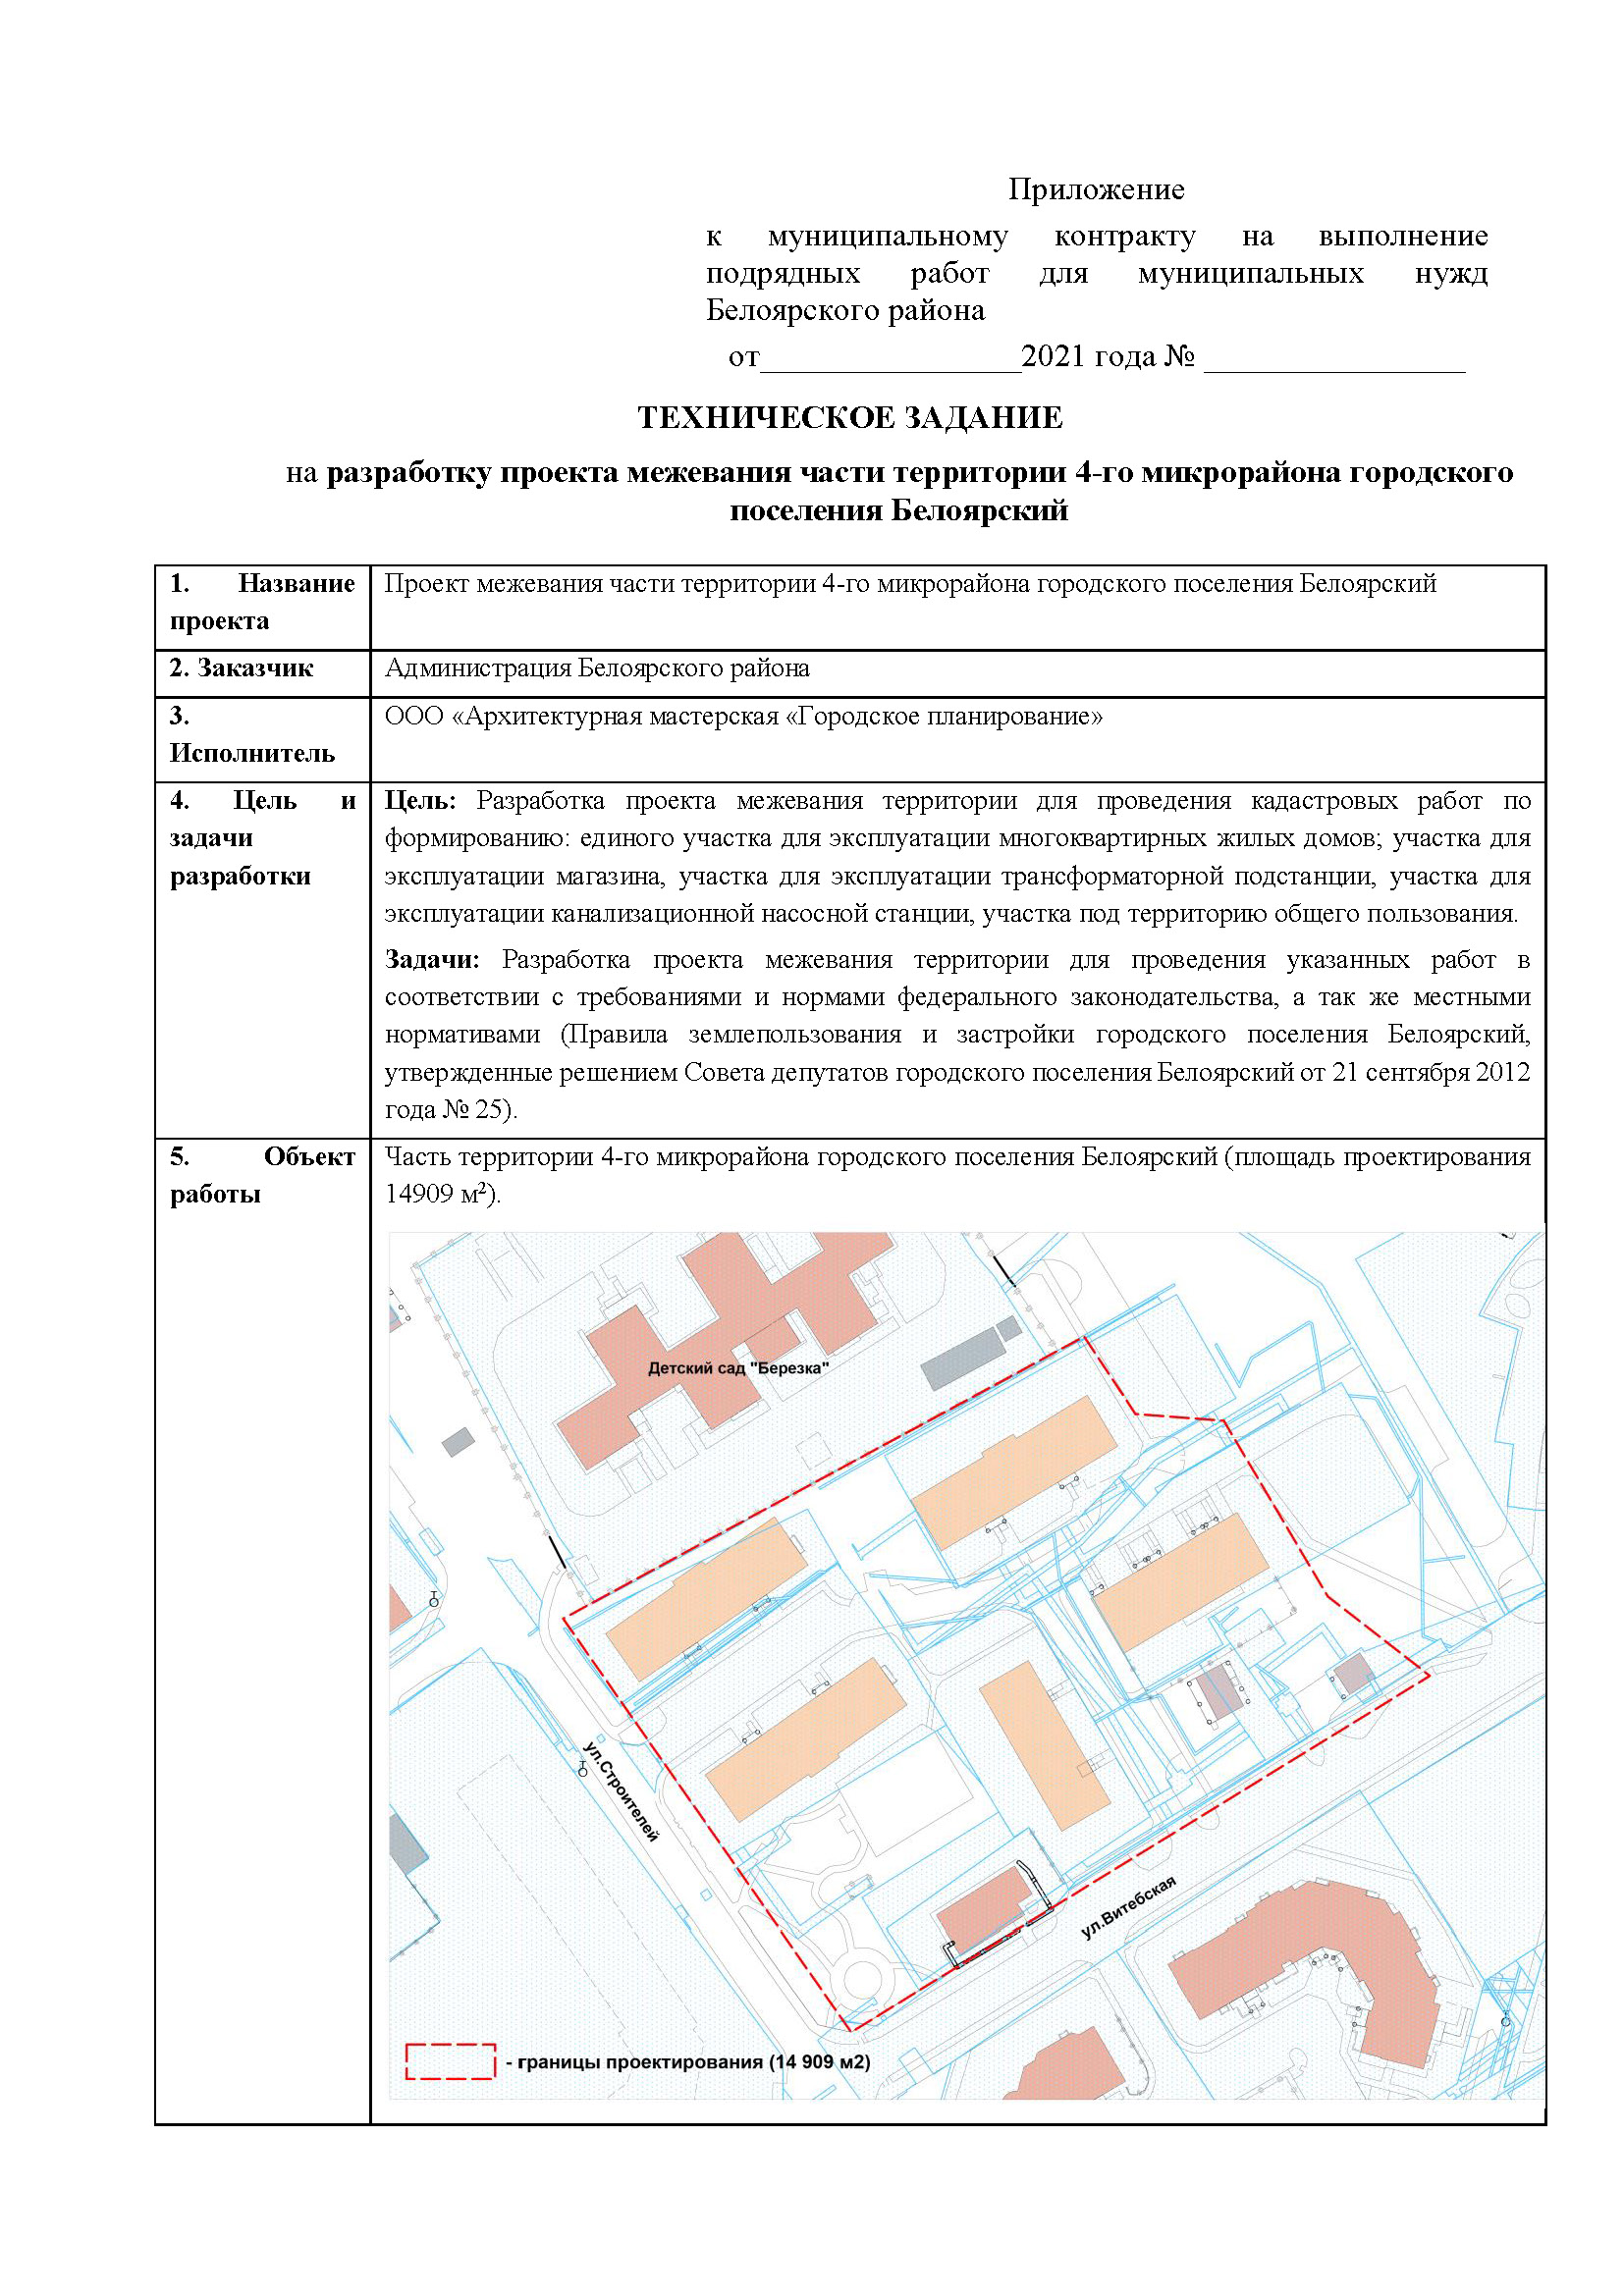 Приложение
к муниципальному контракту на выполнение
подрядных работ для муниципальных нужд
Белоярского района
от________________2021 года № ________________
ТЕХНИЧЕСКОЕ ЗАДАНИЕ
на разработку проекта межевания части территории 4-го микрорайона городского
поселения Белоярский
1. Название
проекта
Проект межевания части территории 4-го микрорайона городского поселения Белоярский
2. Заказчик
Администрация Белоярского района
3.
Исполнитель
ООО «Архитектурная мастерская «Городское планирование»
4. Цель и
задачи
разработки
Цель: Разработка проекта межевания территории для проведения кадастровых работ по
формированию: единого участка для эксплуатации многоквартирных жилых домов; участка для
эксплуатации магазина, участка для эксплуатации трансформаторной подстанции, участка для
эксплуатации канализационной насосной станции, участка под территорию общего пользования.
Задачи: Разработка проекта межевания территории для проведения указанных работ в
соответствии с требованиями и нормами федерального законодательства, а так же местными
нормативами (Правила землепользования и застройки городского поселения Белоярский,
утвержденные решением Совета депутатов городского поселения Белоярский от 21 сентября 2012
года № 25).
5. Объект
работы
Часть территории 4-го микрорайона городского поселения Белоярский (площадь проектирования
14909 м²).
Детский сад "Березка"
ул.Строителей
ул.Витебская
- границы проектирования (14 909 м2)